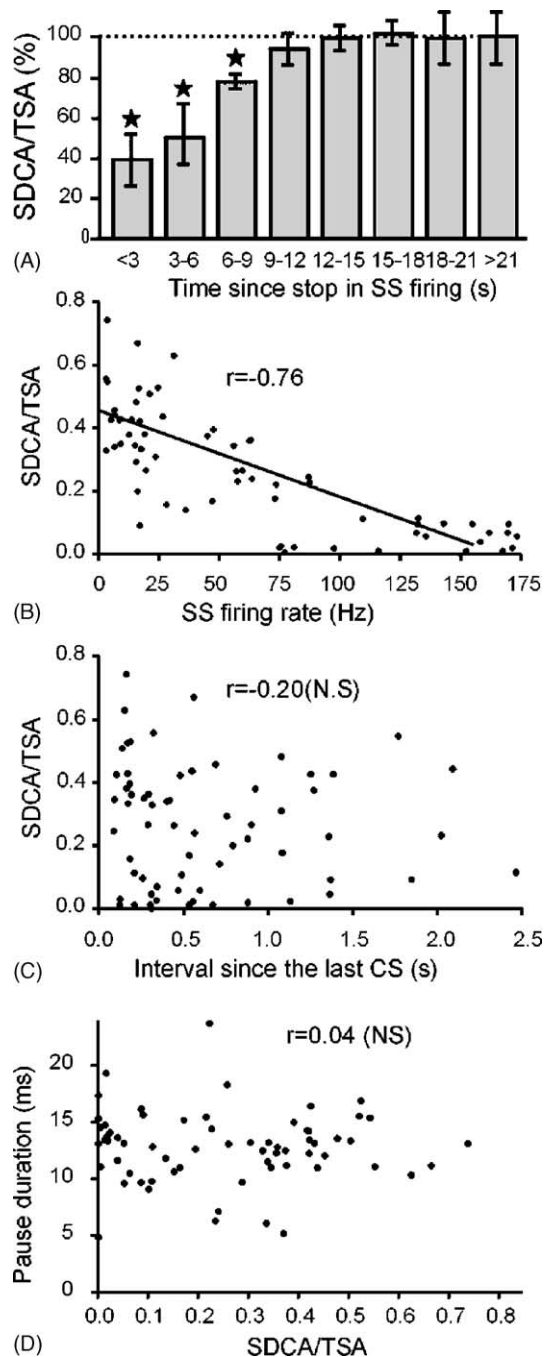 SDCA/TSA (%)
100
80
60
40
20
0
<3 3-6 6-9 9-12 12-15 15-18 18-21 >21
(A) Time since stop in SS firing (s)
SDCA/TSA
0.8
0.6
0.4
0.2
0.0
r=-0.76
0 25 50 75 100 125 150 175
(B) SS firing rate (Hz)
SDCA/TSA
0.8
0.6
0.4
0.2
0.0
r=-0.20(N.S)
0.0 0.5 1.0 1.5 2.0 2.5
(C) Interval since the last CS (s)
Pause duration (ms)
20
15
10
5
0
r=0.04 (NS)
0.0 0.1 0.2 0.3 0.4 0.5 0.6 0.7 0.8
(D) SDCA/TSA